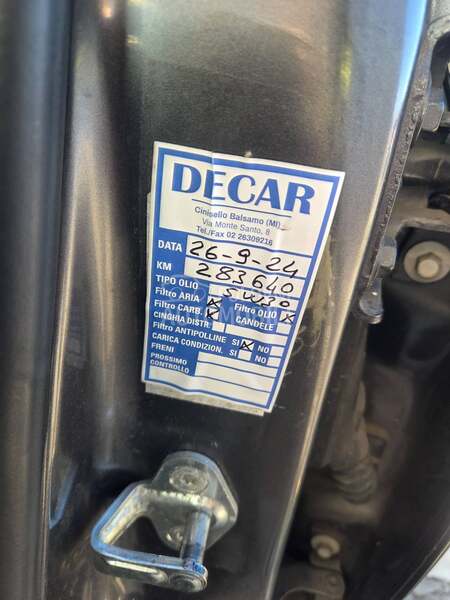 DECAR
Cinisello Balsamo (MI)
Via Monte Santo, 8
Tel./Fax 02 26309216
DATA 26-9-24
KM 283640
TIPO OLIO 5W30
Filtro ARIA Filtro OLIO
Filtro CARB. CANDELE
CINGHIA DISTR.
Filtro ANTIPOLLINE SI NO
CARICA CONDIZION. SI NO
FRENI
PROSSIMO
CONTROLLO